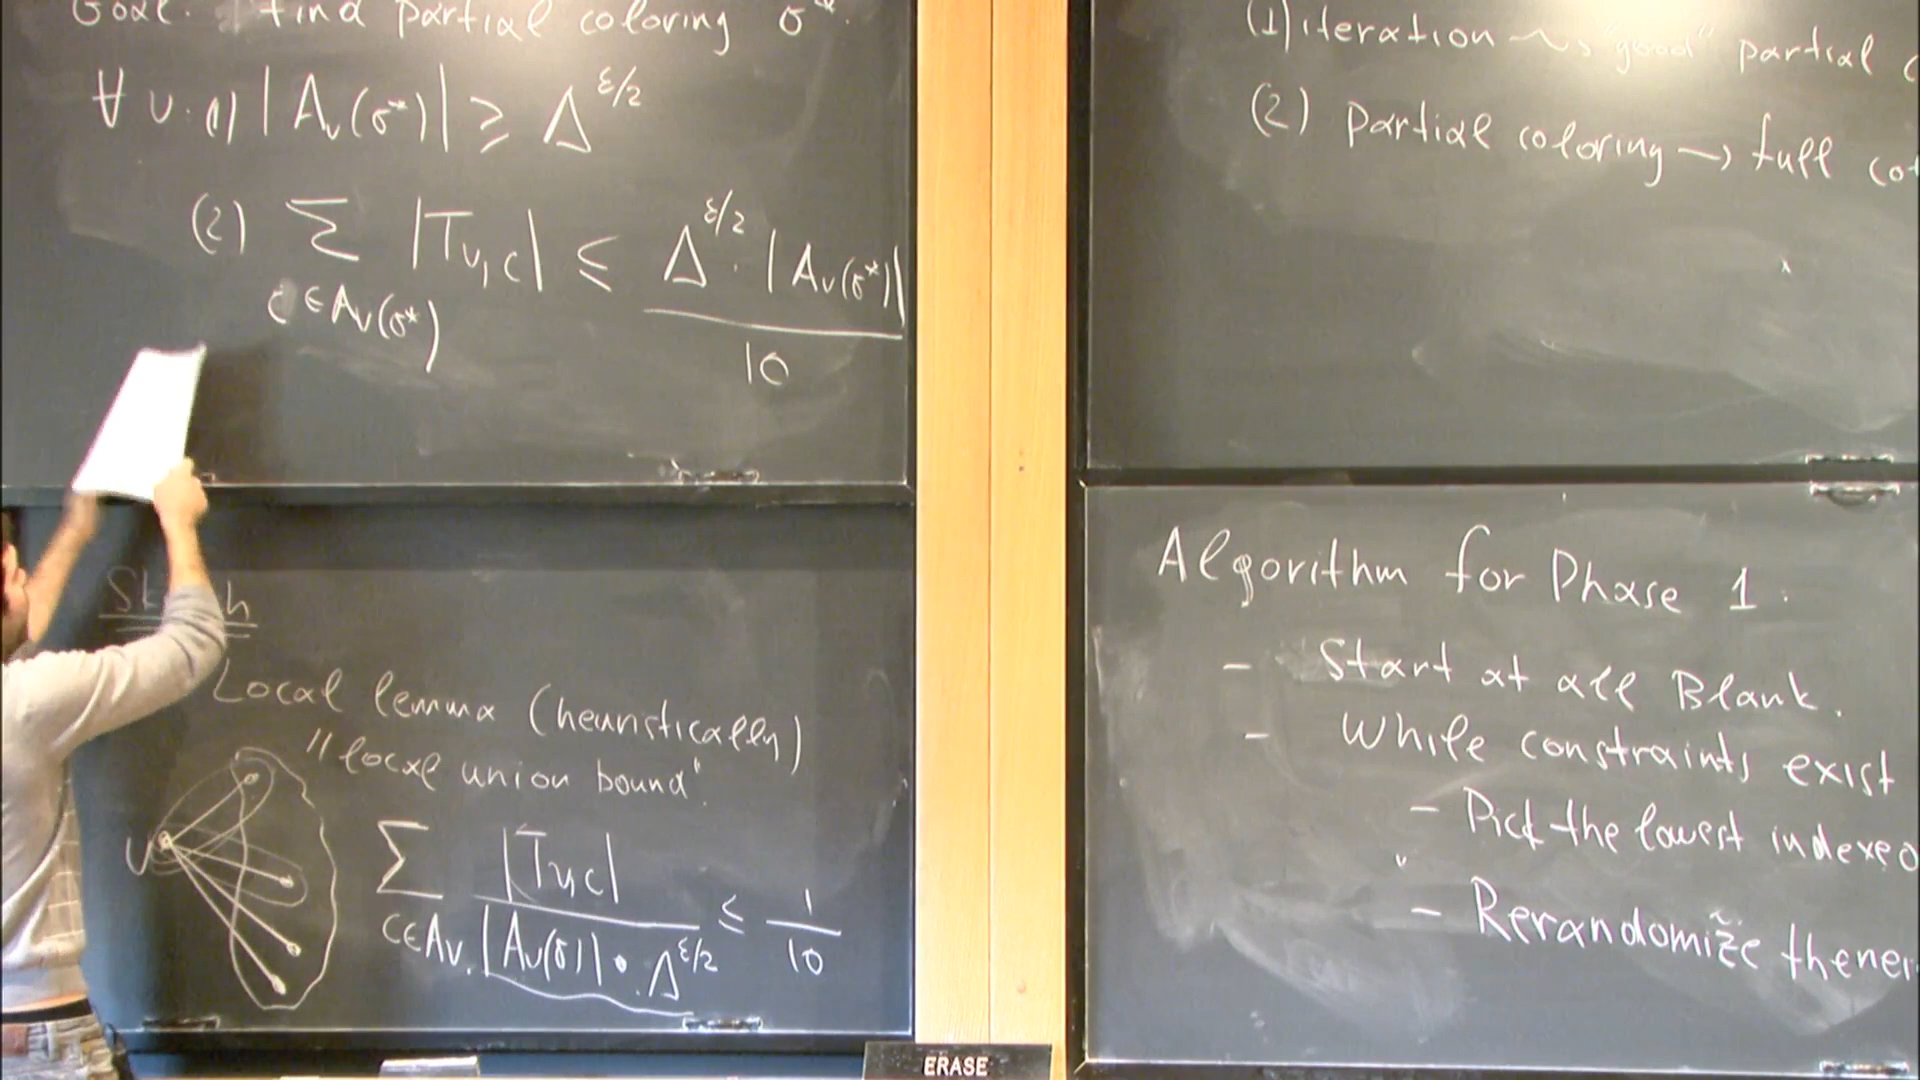 Goal: find partial coloring σ*.
∀ v: (1) |A_v(σ*)| ≥ Δ^{ε/2}
(2) Σ_{c∈A_v(σ*)} |T_{v,c}| ≤ Δ^{ε/2} · |A_v(σ*)| / 10
Local lemma (heuristically)
"local union bound".
v
Σ_{c∈A_v} |T_{v,c}| / |A_v(σ)| · Δ^{ε/2} ≤ 1/10
(1) iteration ⇝ "good" partial
(2) partial coloring → full
Algorithm for Phase 1.
- Start at all Blank.
- While constraints exist
- Pick the lowest indexed
- Rerandomize
ERASE